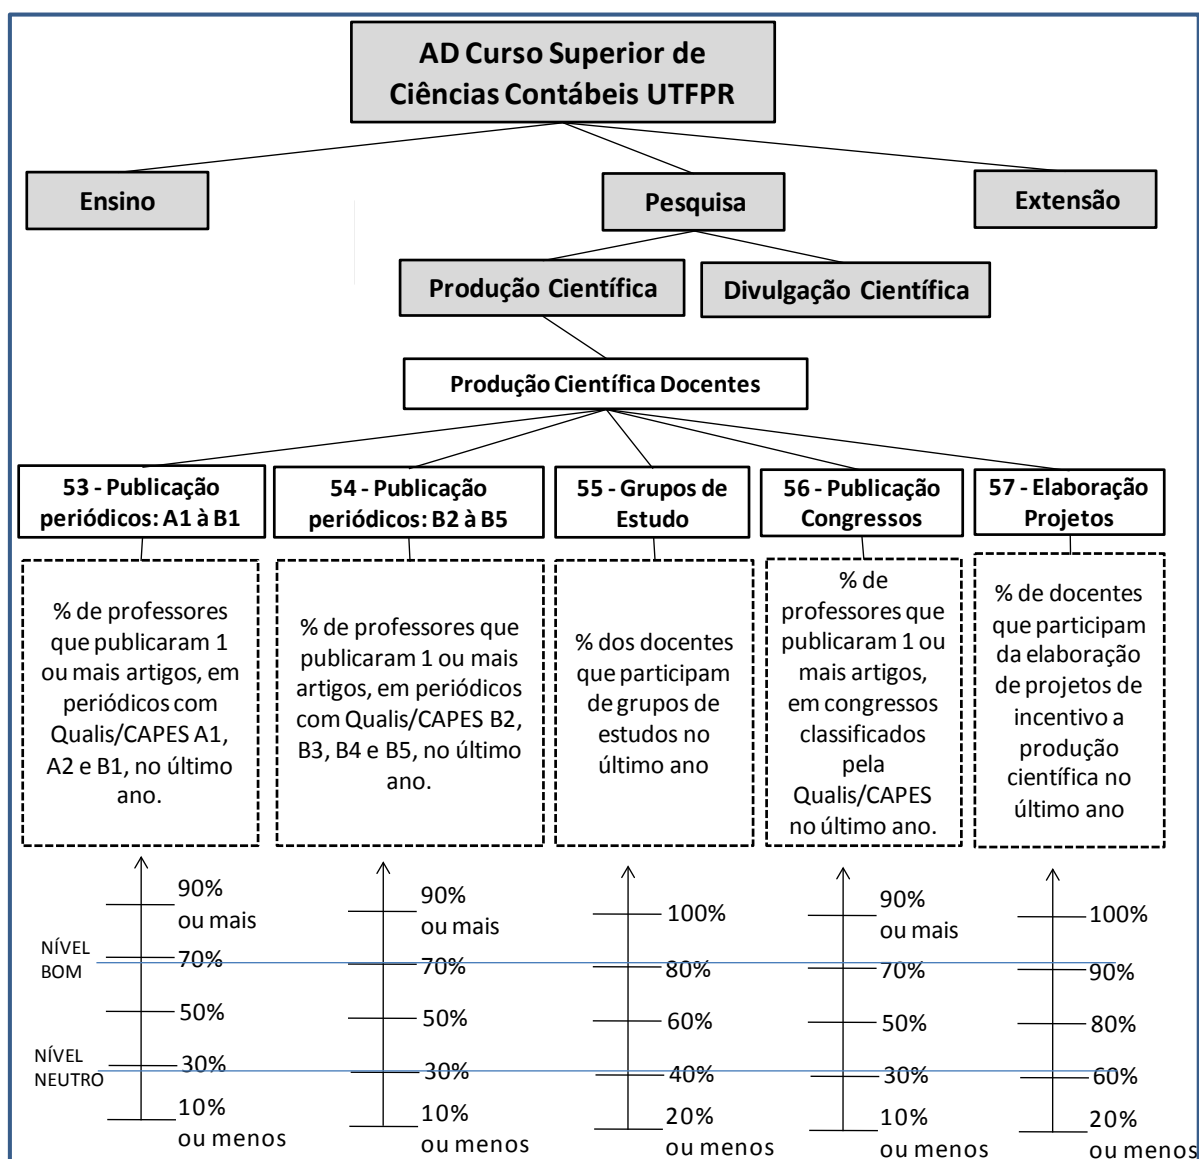 AD Curso Superior de
Ciências Contábeis UTFPR
Ensino
Pesquisa
Extensão
Produção Científica
Divulgação Científica
Produção Científica Docentes
53 - Publicação
periódicos: A1 à B1
54 - Publicação
periódicos: B2 à B5
55 - Grupos de
Estudo
56 - Publicação
Congressos
57 - Elaboração
Projetos
% de professores
que publicaram 1
ou mais artigos, em
periódicos com
Qualis/CAPES A1,
A2 e B1, no último
ano.
% de professores que
publicaram 1 ou mais
artigos, em periódicos
com Qualis/CAPES B2,
B3, B4 e B5, no último
ano.
% dos docentes
que participam
de grupos de
estudos no
último ano
% de
professores que
publicaram 1 ou
mais artigos,
em congressos
classificados
pela
Qualis/CAPES
no último ano.
% de docentes
que participam
da elaboração
de projetos de
incentivo a
produção
científica no
último ano
NÍVEL
BOM
NÍVEL
NEUTRO
90%
ou mais
70%
50%
30%
10%
ou menos
90%
ou mais
70%
50%
30%
10%
ou menos
100%
80%
60%
40%
20%
ou menos
90%
ou mais
70%
50%
30%
10%
ou menos
100%
90%
80%
60%
20%
ou menos